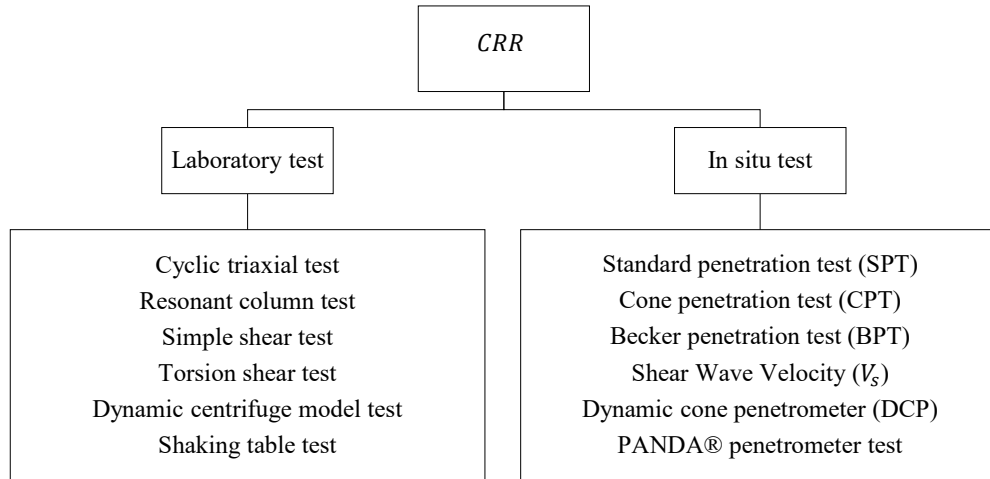 CRR
Laboratory test
In situ test
Cyclic triaxial test
Resonant column test
Simple shear test
Torsion shear test
Dynamic centrifuge model test
Shaking table test
Standard penetration test (SPT)
Cone penetration test (CPT)
Becker penetration test (BPT)
Shear Wave Velocity (Vₛ)
Dynamic cone penetrometer (DCP)
PANDA® penetrometer test